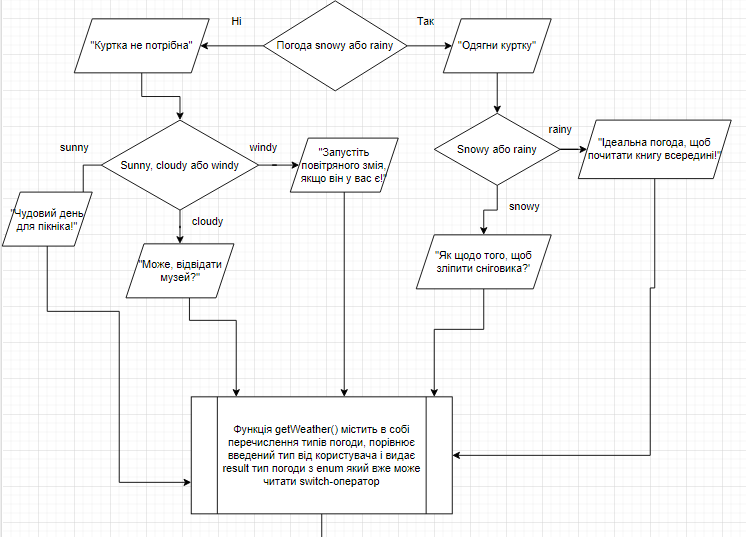 Ні
Так
"Куртка не потрібна"
Погода snowy або rainy
"Одягни куртку"
sunny
Sunny, cloudy або windy
windy
"Запустіть
повітряного змія,
якщо він у вас є!"
Snowy або rainy
rainy
"Ідеальна погода, щоб
почитати книгу всередині!"
"Чудовий день
для пікніка!"
cloudy
"Може, відвідати
музей?"
snowy
"Як щодо того, щоб
зліпити сніговика?'
Функція getWeather() містить в собі
перечислення типів погоди, порівнює
введений тип від користувача і видає
result тип погоди з enum який вже може
читати switch-оператор